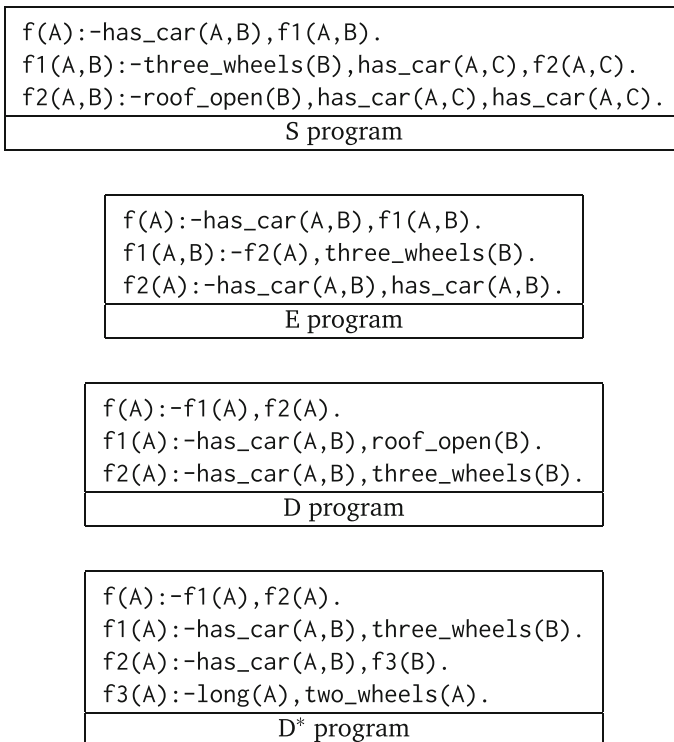 f(A):-has_car(A,B),f1(A,B).
f1(A,B):-three_wheels(B),has_car(A,C),f2(A,C).
f2(A,B):-roof_open(B),has_car(A,C),has_car(A,C).
S program
f(A):-has_car(A,B),f1(A,B).
f1(A,B):-f2(A),three_wheels(B).
f2(A):-has_car(A,B),has_car(A,B).
E program
f(A):-f1(A),f2(A).
f1(A):-has_car(A,B),roof_open(B).
f2(A):-has_car(A,B),three_wheels(B).
D program
f(A):-f1(A),f2(A).
f1(A):-has_car(A,B),three_wheels(B).
f2(A):-has_car(A,B),f3(B).
f3(A):-long(A),two_wheels(A).
D* program